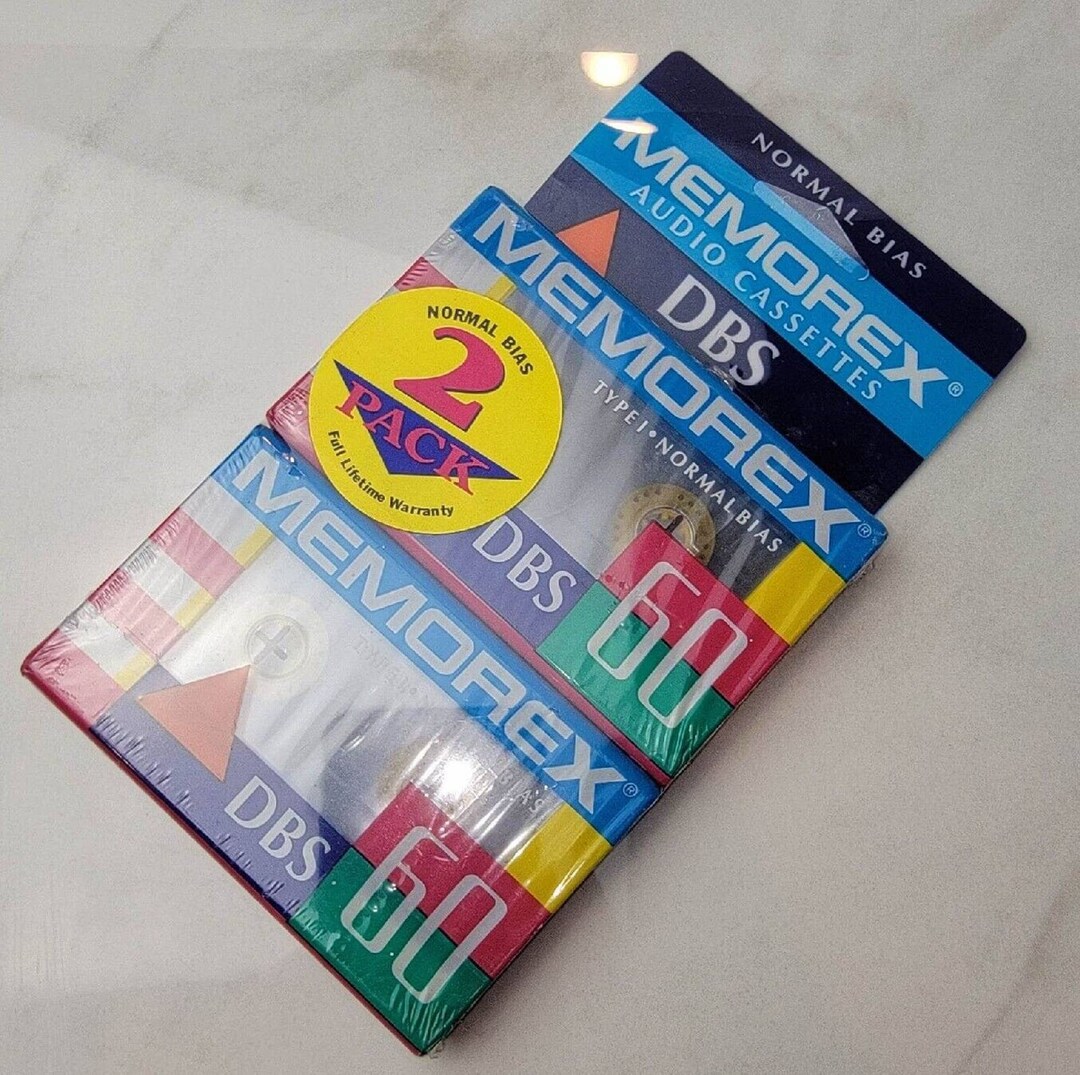 NORMAL BIAS
MEMOREX®
AUDIO CASSETTES
DBS
MEMOREX®
TYPE I • NORMAL BIAS
NORMAL BIAS
2
PACK
Full Lifetime Warranty
DBS
60
MEMOREX®
BIAS
DBS
60